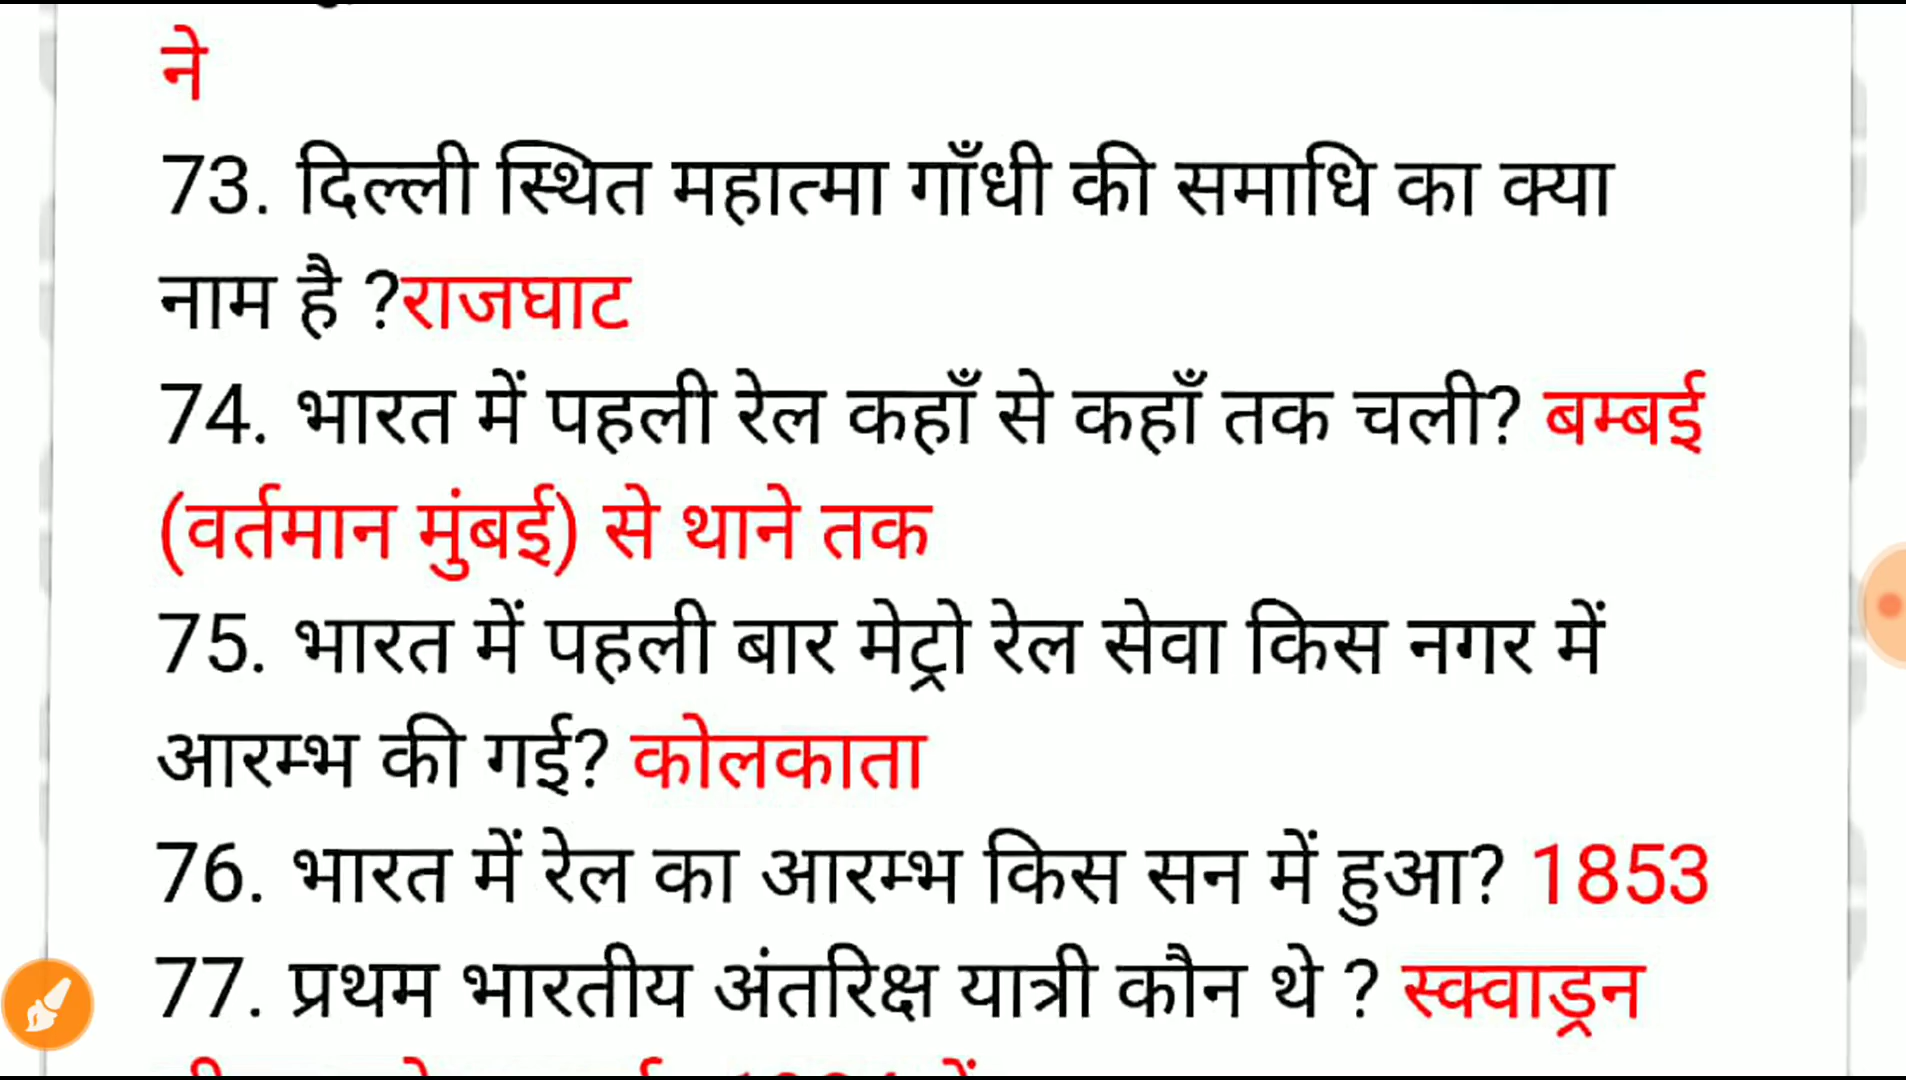 ने
73. दिल्ली स्थित महात्मा गाँधी की समाधि का क्या
नाम है ?राजघाट
74. भारत में पहली रेल कहाँ से कहाँ तक चली? बम्बई
(वर्तमान मुंबई) से थाने तक
75. भारत में पहली बार मेट्रो रेल सेवा किस नगर में
आरम्भ की गई? कोलकाता
76. भारत में रेल का आरम्भ किस सन में हुआ? 1853
77. प्रथम भारतीय अंतरिक्ष यात्री कौन थे ? स्क्वाड्रन